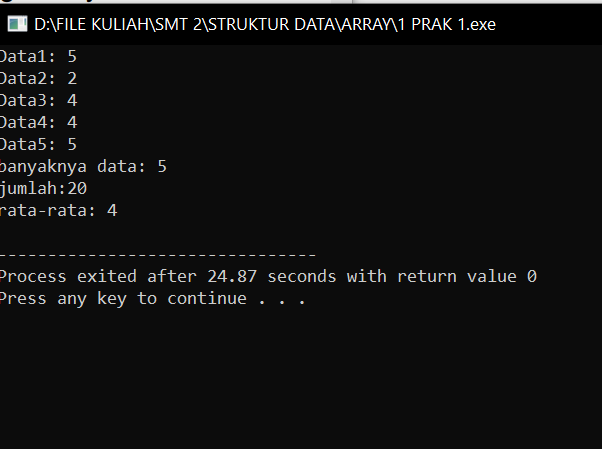 D:\FILE KULIAH\SMT 2\STRUKTUR DATA\ARRAY\1 PRAK 1.exe
Data1: 5
Data2: 2
Data3: 4
Data4: 4
Data5: 5
banyaknya data: 5
jumlah:20
rata-rata: 4
--------------------------------
Process exited after 24.87 seconds with return value 0
Press any key to continue . . .